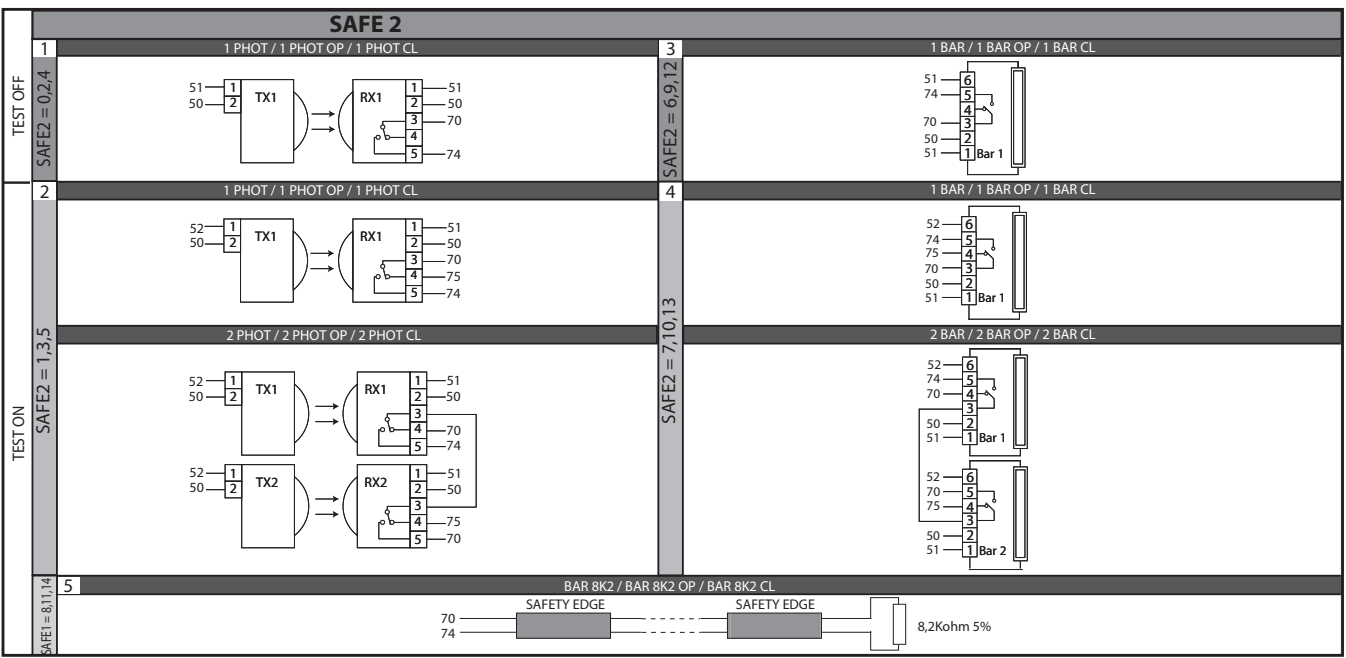 SAFE 2
TEST OFF
1
1 PHOT / 1 PHOT OP / 1 PHOT CL
SAFE2 = 0,2,4
51 1 TX1 RX1 1 51
50 2 2 50
3 70
4
5 74
3
1 BAR / 1 BAR OP / 1 BAR CL
SAFE2 = 6,9,12
51 6
74 5
4
70 3
50 2
51 1 Bar 1
TEST ON
2
1 PHOT / 1 PHOT OP / 1 PHOT CL
SAFE2 = 1,3,5
52 1 TX1 RX1 1 51
50 2 2 50
3 70
4 75
5 74
2 PHOT / 2 PHOT OP / 2 PHOT CL
52 1 TX1 RX1 1 51
50 2 2 50
3
4 70
5 74
52 1 TX2 RX2 1 51
50 2 2 50
3
4 75
5 70
4
1 BAR / 1 BAR OP / 1 BAR CL
SAFE2 = 7,10,13
52 6
74 5
75 4
70 3
50 2
51 1 Bar 1
2 BAR / 2 BAR OP / 2 BAR CL
52 6
74 5
70 4
3
50 2
51 1 Bar 1
52 6
70 5
75 4
3
50 2
51 1 Bar 2
5
BAR 8K2 / BAR 8K2 OP / BAR 8K2 CL
SAFE1 = 8,11,14
SAFETY EDGE SAFETY EDGE
70
74
8,2Kohm 5%